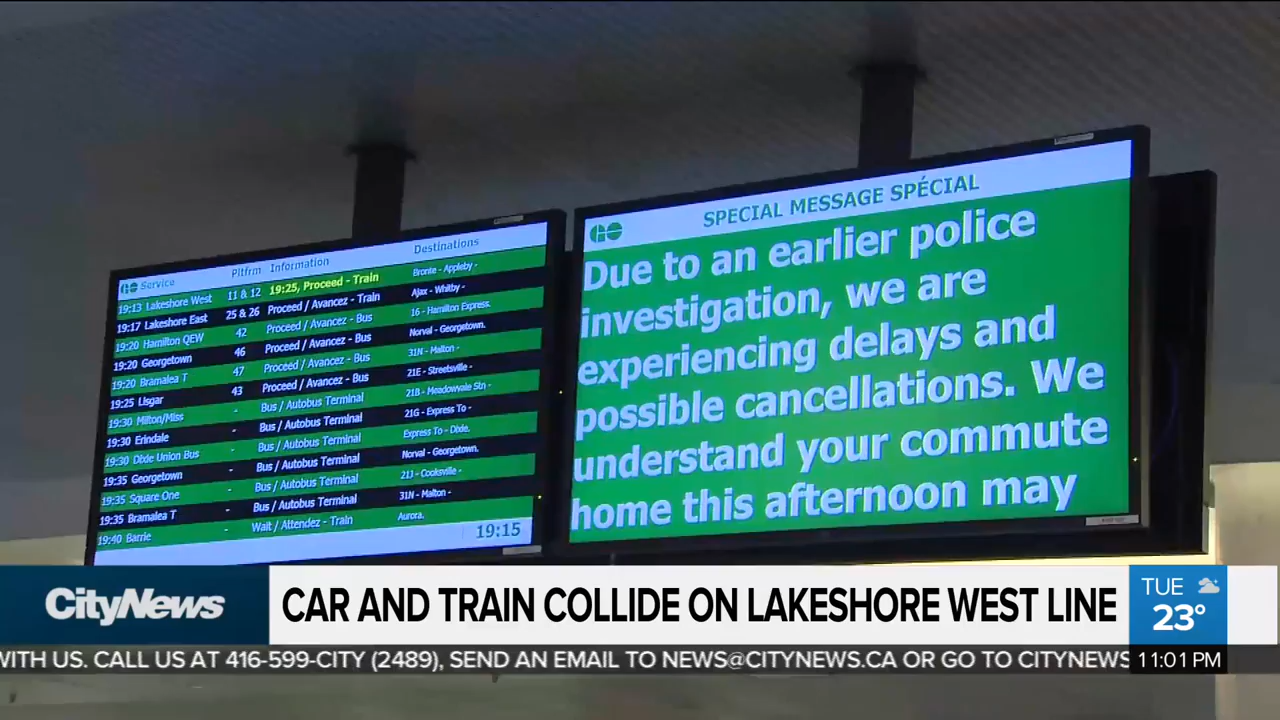 GO Service Pltfrm Information Destinations
19:13 Lakeshore West 11 & 12 19:25, Proceed - Train Bronte - Appleby -
19:17 Lakeshore East 25 & 26 Proceed / Avancez - Train Ajax - Whitby -
19:20 Hamilton QEW 42 Proceed / Avancez - Bus 16 - Hamilton Express.
19:20 Georgetown 46 Proceed / Avancez - Bus Norval - Georgetown.
19:20 Bramalea T 47 Proceed / Avancez - Bus 31N - Malton -
19:25 Lisgar 43 Proceed / Avancez - Bus 21E - Streetsville -
19:30 Milton/Miss - Bus / Autobus Terminal 21B - Meadowvale Stn -
19:30 Erindale - Bus / Autobus Terminal 21G - Express To -
19:30 Dixie Union Bus - Bus / Autobus Terminal Express To - Dixie.
19:35 Georgetown - Bus / Autobus Terminal Norval - Georgetown.
19:35 Square One - Bus / Autobus Terminal 21J - Cooksville -
19:35 Bramalea T - Bus / Autobus Terminal 31N - Malton -
19:40 Barrie - Wait / Attendez - Train Aurora.
19:15
GO SPECIAL MESSAGE SPÉCIAL
Due to an earlier police
investigation, we are
experiencing delays and
possible cancellations. We
understand your commute
home this afternoon may
CityNews
CAR AND TRAIN COLLIDE ON LAKESHORE WEST LINE
TUE
23°
WITH US. CALL US AT 416-599-CITY (2489), SEND AN EMAIL TO NEWS@CITYNEWS.CA OR GO TO CITYNEWS
11:01 PM